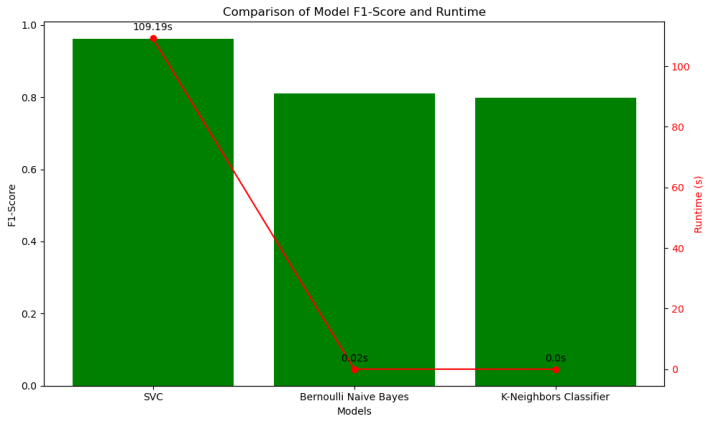 Comparison of Model F1-Score and Runtime
109.19s
0.02s
0.0s
1.0
0.8
0.6
0.4
0.2
0.0
F1-Score
100
80
60
40
20
0
Runtime (s)
SVC
Bernoulli Naive Bayes
K-Neighbors Classifier
Models